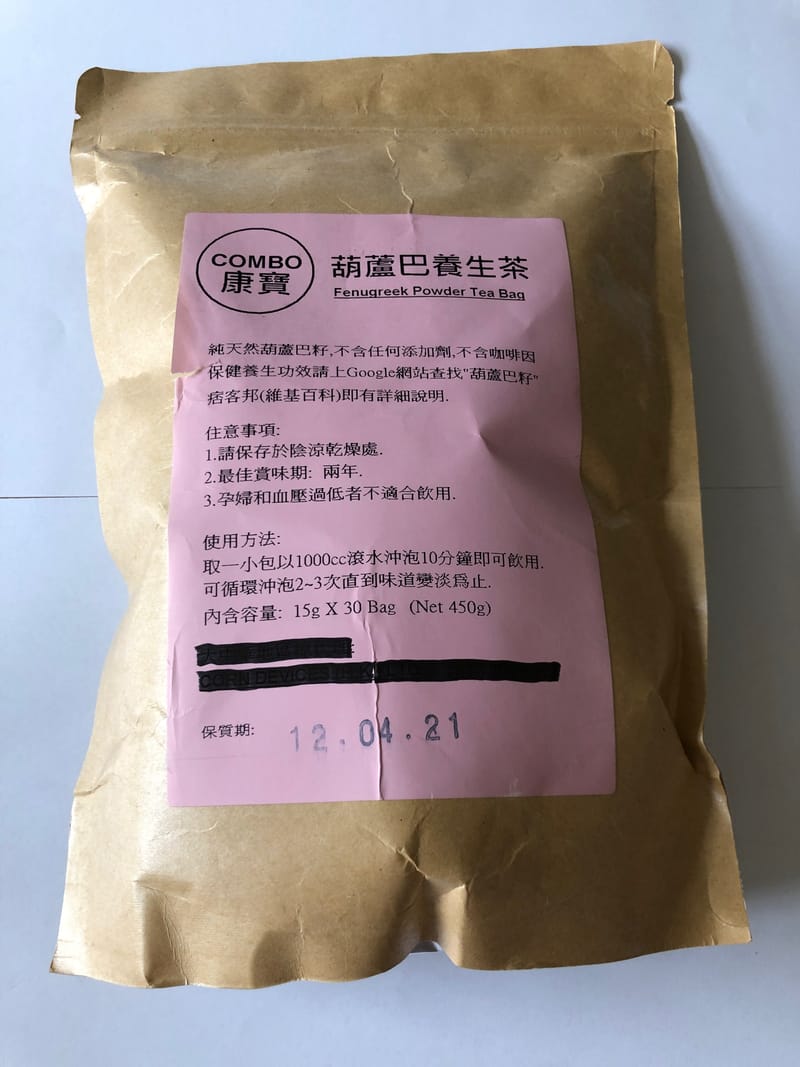 COMBO
康寶
葫蘆巴養生茶
Fenugreek Powder Tea Bag
純天然葫蘆巴籽,不含任何添加劑,不含咖啡因
保健養生功效請上Google網站查找"葫蘆巴籽"
痞客邦(維基百科)即有詳細說明.
住意事項:
1.請保存於陰涼乾燥處.
2.最佳賞味期: 兩年.
3.孕婦和血壓過低者不適合飲用.
使用方法:
取一小包以1000cc滾水沖泡10分鐘即可飲用.
可循環沖泡2~3次直到味道變淡爲止.
內含容量: 15g X 30 Bag (Net 450g)
CORN DEVICES
保質期: 12.04.21